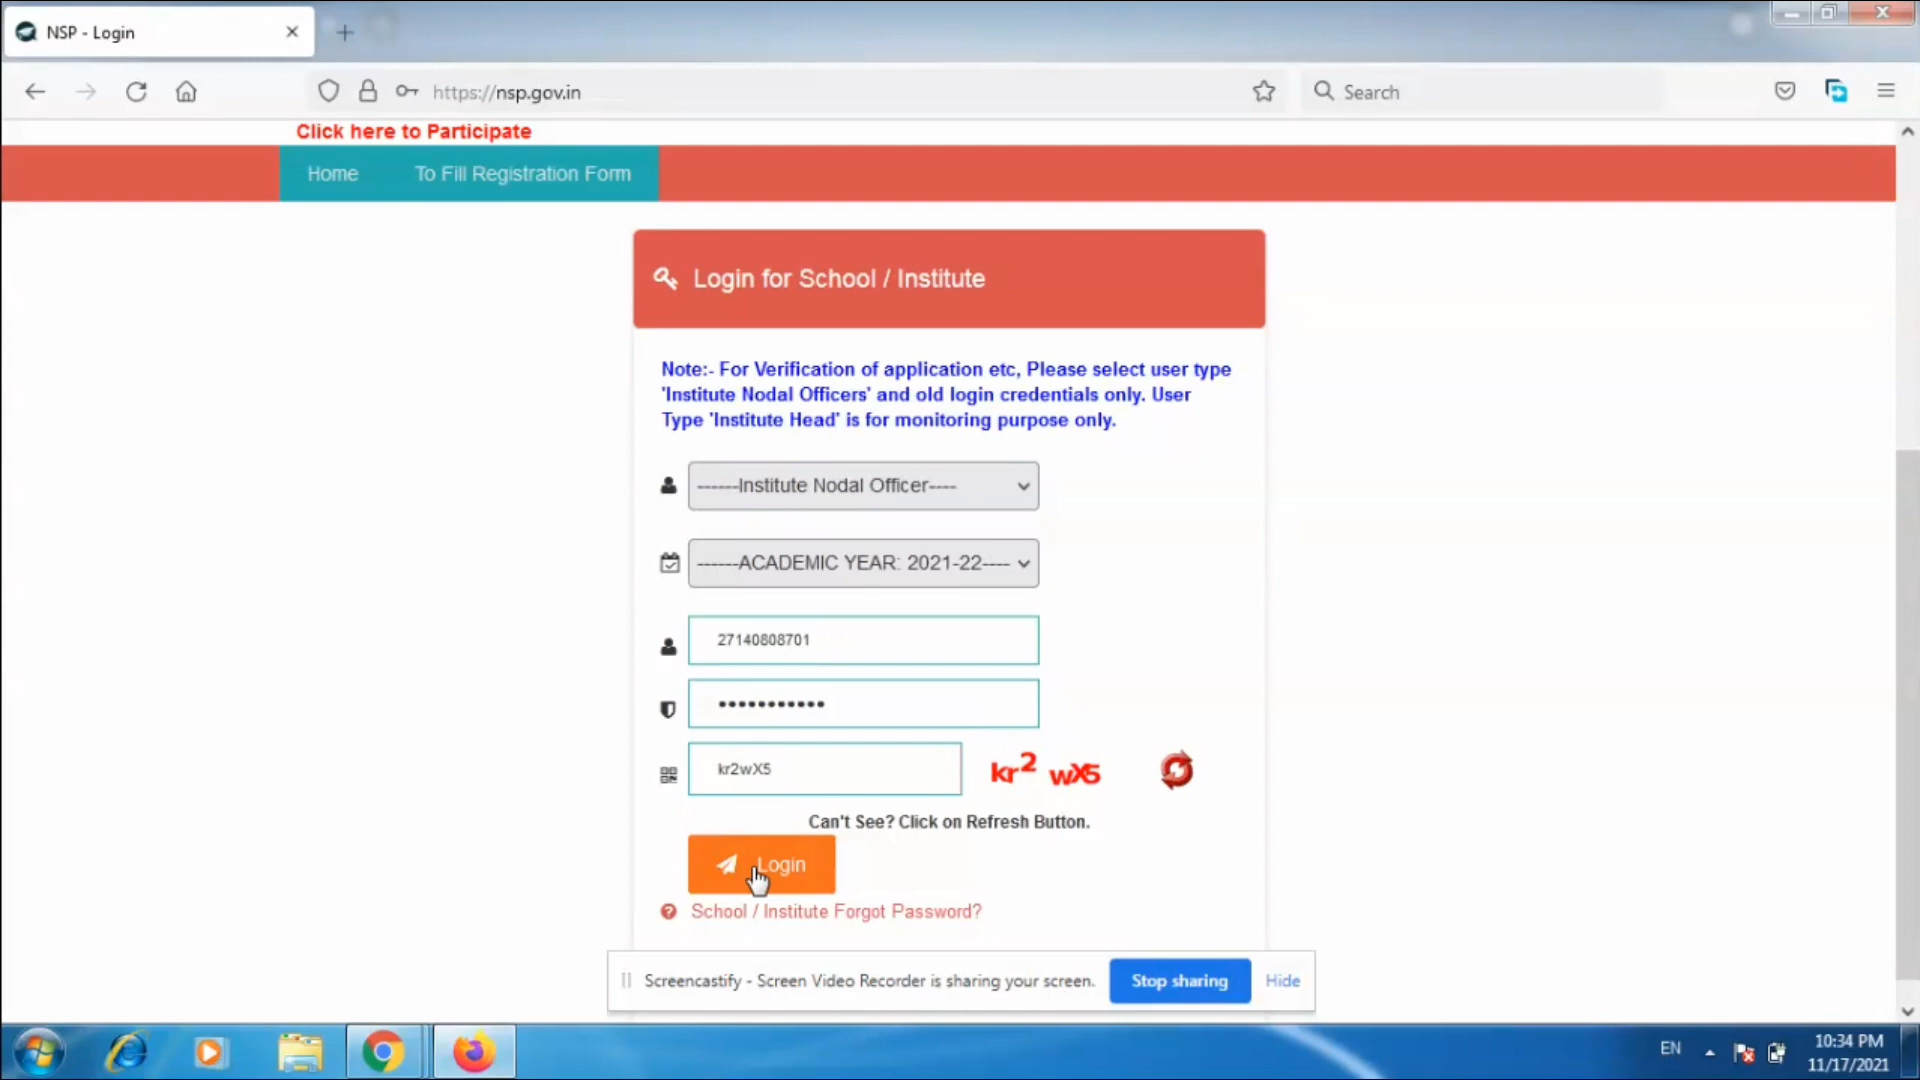 NSP - Login
https://nsp.gov.in
Search
Click here to Participate
Home To Fill Registration Form
Login for School / Institute
Note:- For Verification of application etc, Please select user type
'Institute Nodal Officers' and old login credentials only. User
Type 'Institute Head' is for monitoring purpose only.
------Institute Nodal Officer----
------ACADEMIC YEAR: 2021-22----
27140808701
•••••••••••
kr2wX5 kr2 wX5
Can't See? Click on Refresh Button.
Login
School / Institute Forgot Password?
Screencastify - Screen Video Recorder is sharing your screen. Stop sharing Hide
EN 10:34 PM
11/17/2021